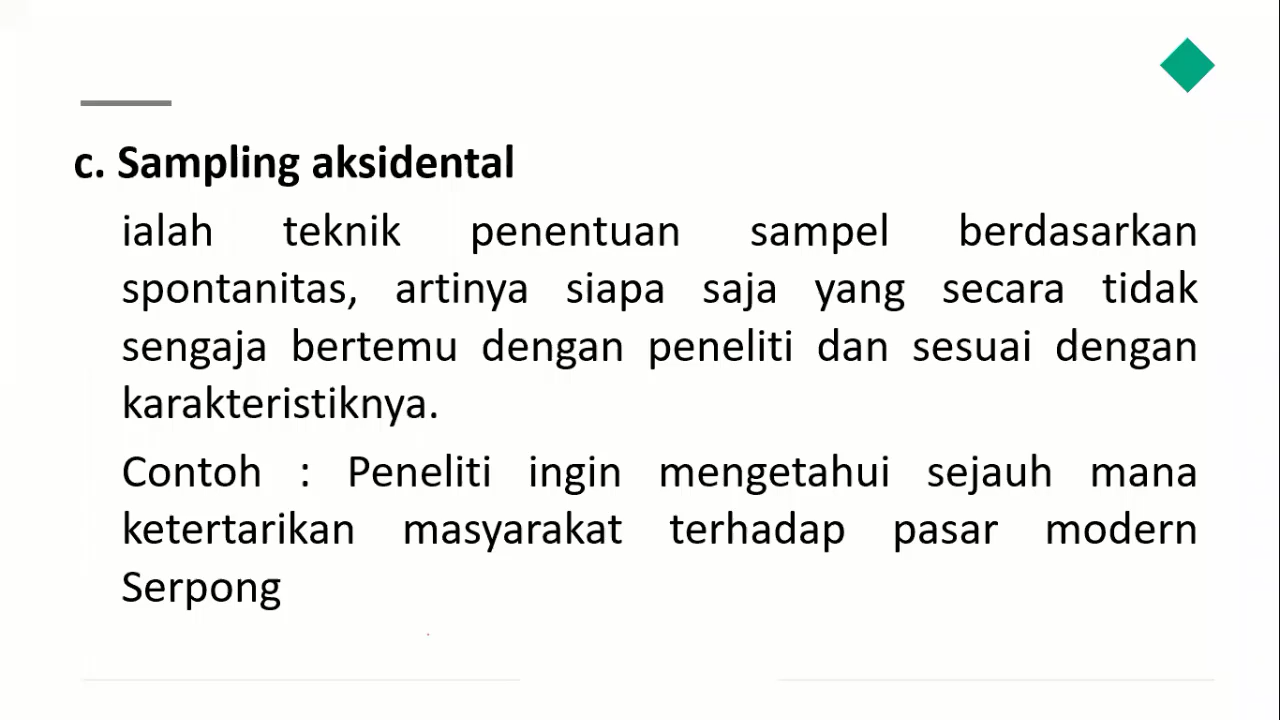 c. Sampling aksidental
ialah teknik penentuan sampel berdasarkan
spontanitas, artinya siapa saja yang secara tidak
sengaja bertemu dengan peneliti dan sesuai dengan
karakteristiknya.
Contoh : Peneliti ingin mengetahui sejauh mana
ketertarikan masyarakat terhadap pasar modern
Serpong